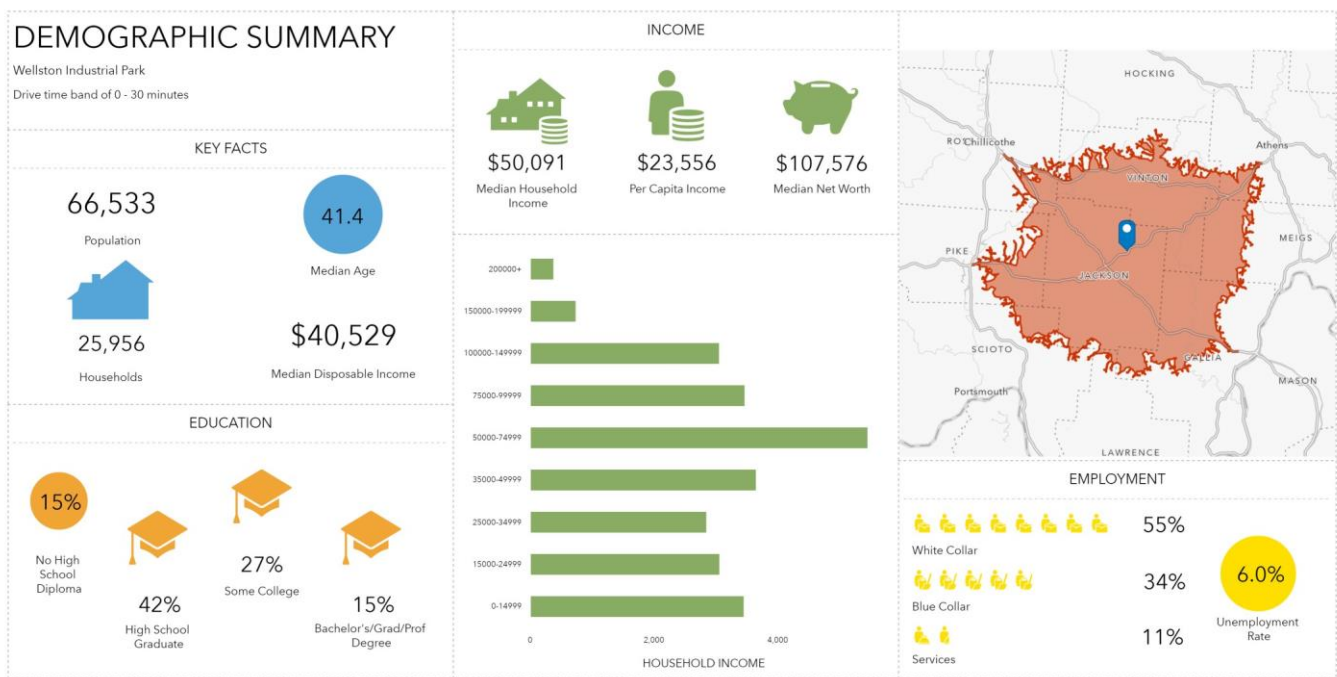 DEMOGRAPHIC SUMMARY
Wellston Industrial Park
Drive time band of 0 - 30 minutes
KEY FACTS
66,533
Population
41.4
Median Age
25,956
Households
$40,529
Median Disposable Income
EDUCATION
15%
No High
School
Diploma
42%
High School
Graduate
27%
Some College
15%
Bachelor's/Grad/Prof
Degree
INCOME
$50,091
Median Household
Income
$23,556
Per Capita Income
$107,576
Median Net Worth
200000+
150000-199999
100000-149999
75000-99999
50000-74999
35000-49999
25000-34999
15000-24999
0-14999
0
2,000
4,000
HOUSEHOLD INCOME
HOCKING
Chillicothe
Athens
VINTON
PIKE
MEIGS
JACKSON
SCIOTO
GALLIA
MASON
Portsmouth
LAWRENCE
EMPLOYMENT
55%
White Collar
34%
Blue Collar
11%
Services
6.0%
Unemployment
Rate